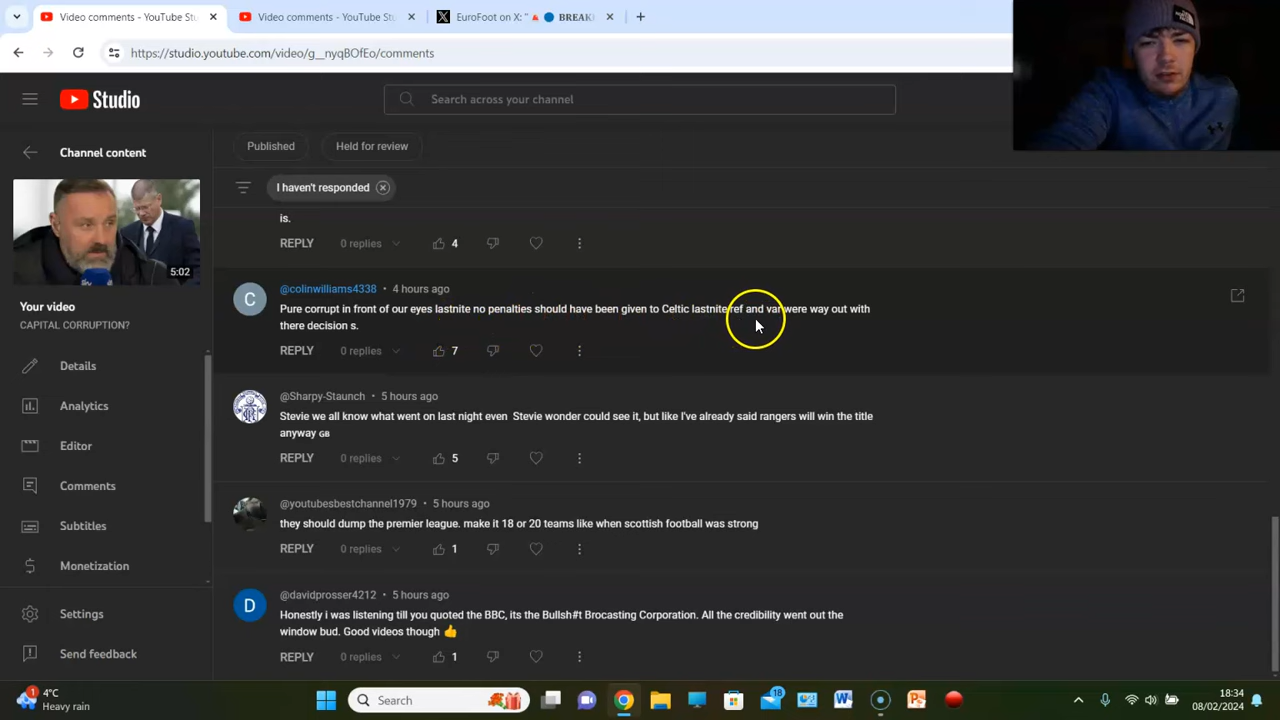 Video comments - YouTube St
Video comments - YouTube St
EuroFoot on X: "🔺🔵 BREAK
https://studio.youtube.com/video/g__nyqBOfEo/comments
Studio
Search across your channel
Channel content
Published
Held for review
I haven't responded
is.
REPLY
0 replies
4
5:02
@colinwilliams4338 • 4 hours ago
Pure corrupt in front of our eyes lastnite no penalties should have been given to Celtic lastnite ref and var were way out with
there decision s.
REPLY
0 replies
7
Your video
CAPITAL CORRUPTION?
Details
Analytics
Editor
Comments
Subtitles
Monetization
Settings
Send feedback
@Sharpy-Staunch • 5 hours ago
Stevie we all know what went on last night even Stevie wonder could see it, but like I've already said rangers will win the title
anyway GB
REPLY
0 replies
5
@youtubesbestchannel1979 • 5 hours ago
they should dump the premier league. make it 18 or 20 teams like when scottish football was strong
REPLY
0 replies
1
@davidprosser4212 • 5 hours ago
Honestly i was listening till you quoted the BBC, its the Bullsh#t Brocasting Corporation. All the credibility went out the
window bud. Good videos though 👍
REPLY
0 replies
1
1
4°C
Heavy rain
Search
18
18:34
08/02/2024